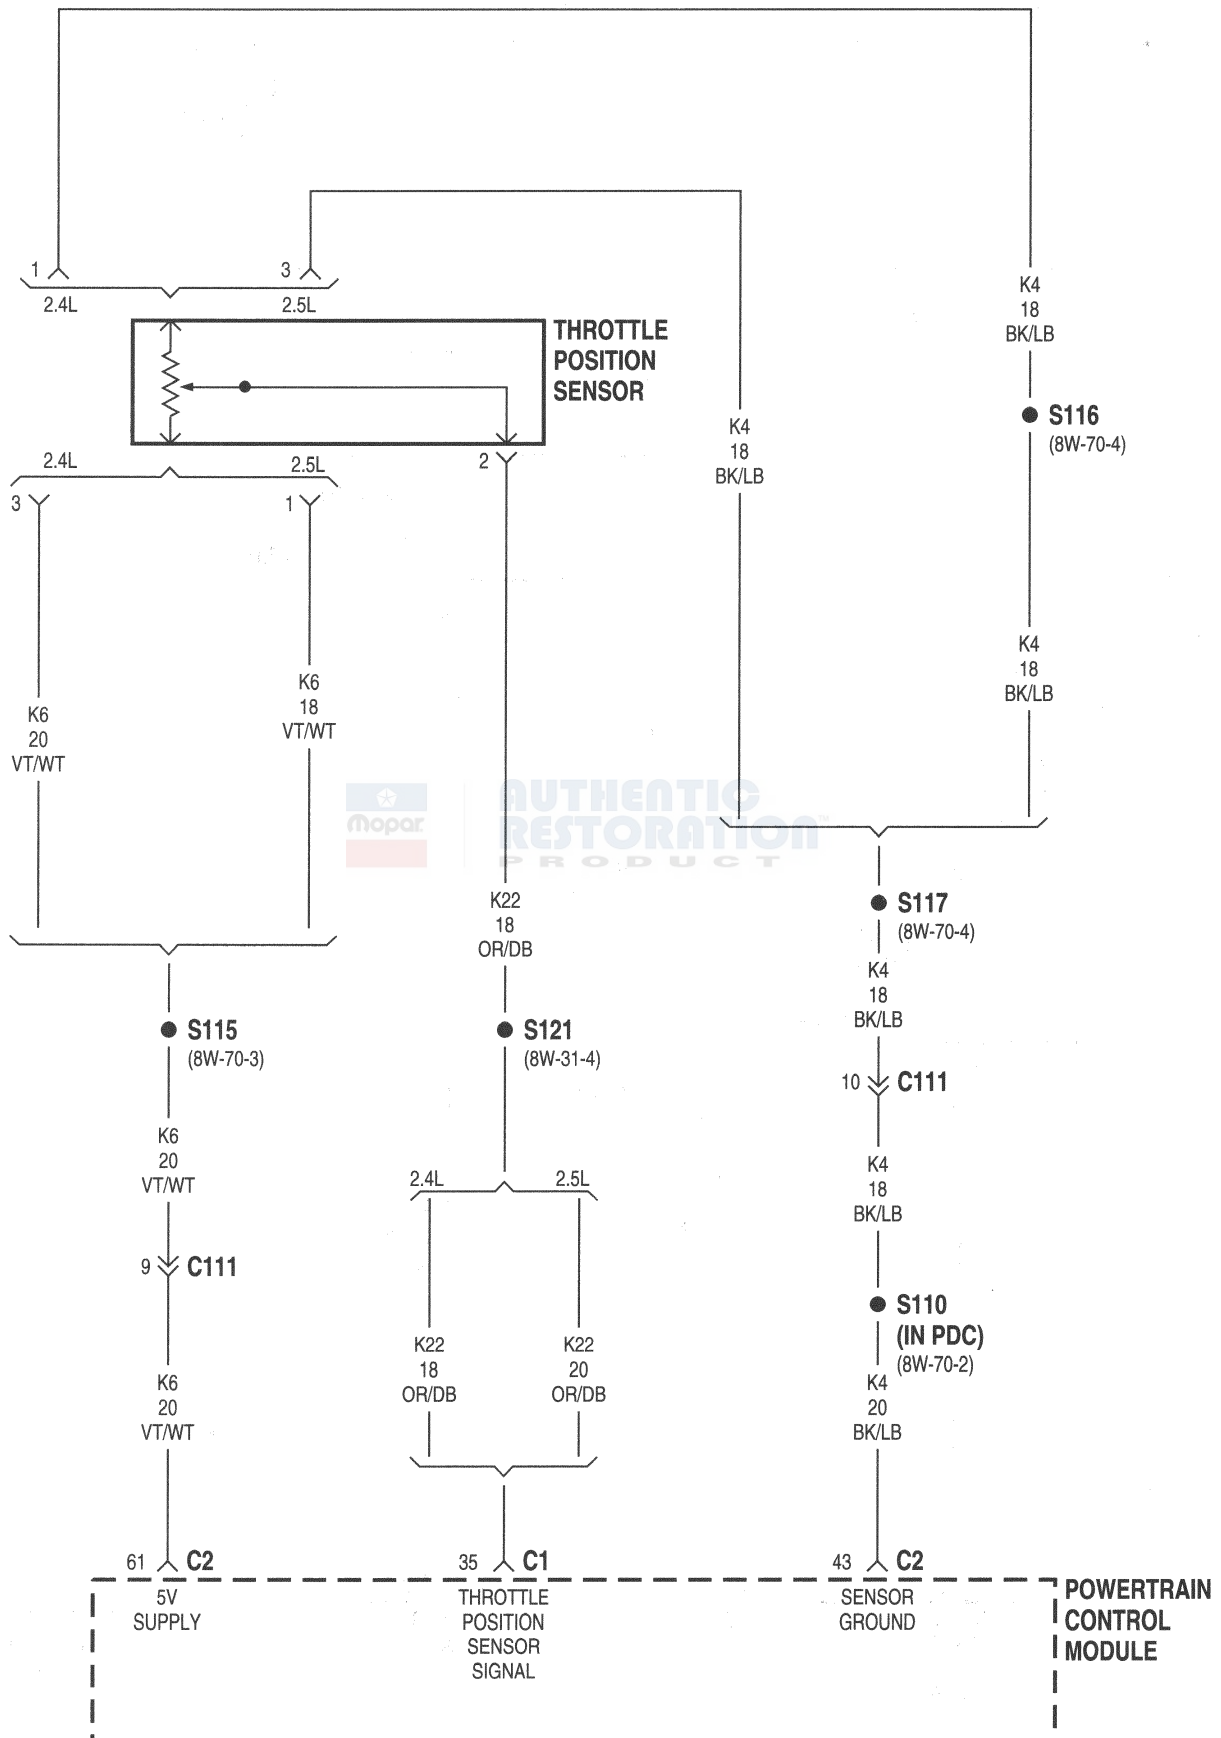 1
3
2.4L
2.5L
THROTTLE
POSITION
SENSOR
K4
18
BK/LB
S116
(8W-70-4)
K4
18
BK/LB
2.4L
2.5L
2
3
1
K4
18
BK/LB
K6
18
VT/WT
K6
20
VT/WT
Mopar
AUTHENTIC
RESTORATION™
PRODUCT
K22
18
OR/DB
S117
(8W-70-4)
K4
18
BK/LB
S115
(8W-70-3)
S121
(8W-31-4)
10
C111
K6
20
VT/WT
2.4L
2.5L
K4
18
BK/LB
9
C111
S110
(IN PDC)
(8W-70-2)
K22
18
OR/DB
K22
20
OR/DB
K6
20
VT/WT
K4
20
BK/LB
61
C2
35
C1
43
C2
5V
SUPPLY
THROTTLE
POSITION
SENSOR
SIGNAL
SENSOR
GROUND
POWERTRAIN
CONTROL
MODULE